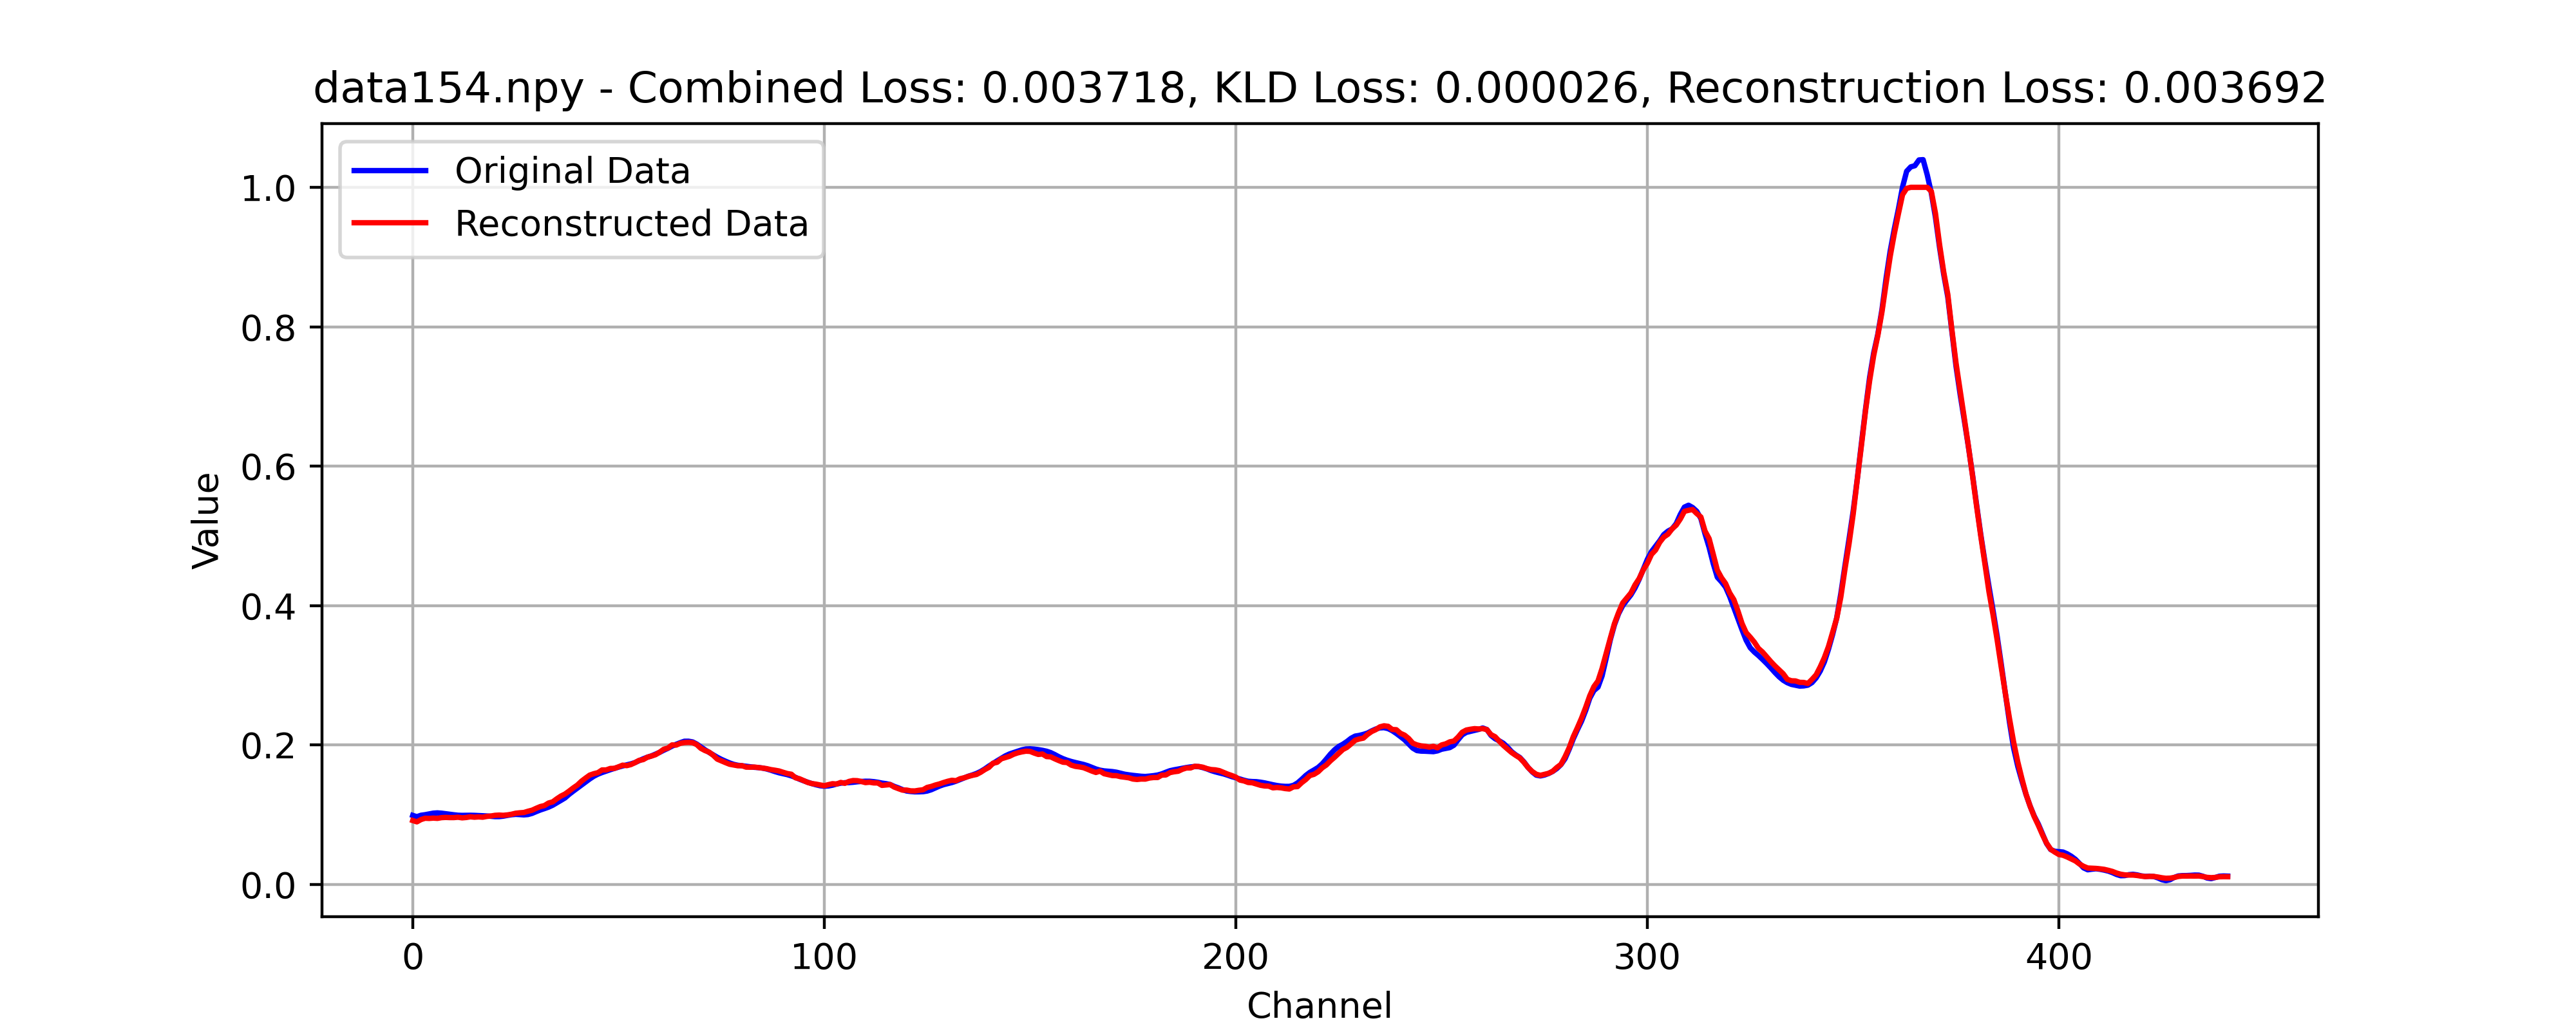 data154.npy - Combined Loss: 0.003718, KLD Loss: 0.000026, Reconstruction Loss: 0.003692
Original Data
Reconstructed Data
1.0
0.8
0.6
0.4
0.2
0.0
Value
0 100 200 300 400
Channel